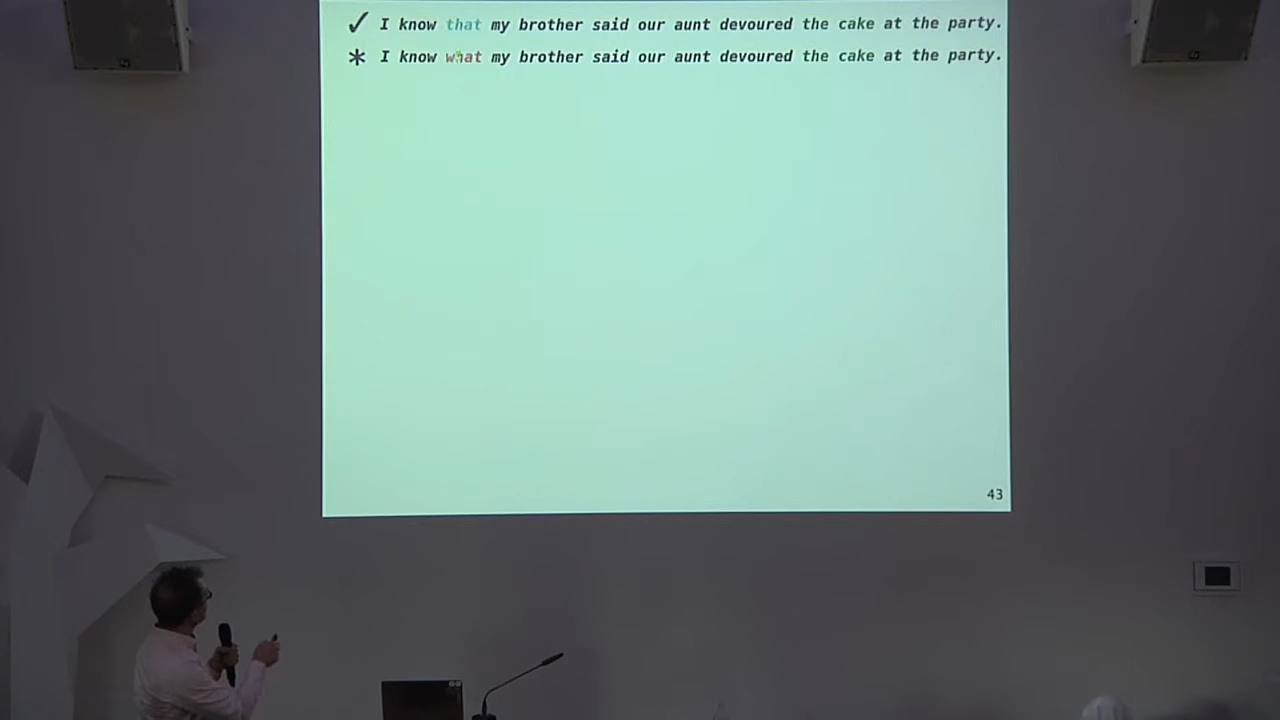 ✓ I know that my brother said our aunt devoured the cake at the party.
* I know what my brother said our aunt devoured the cake at the party.
43